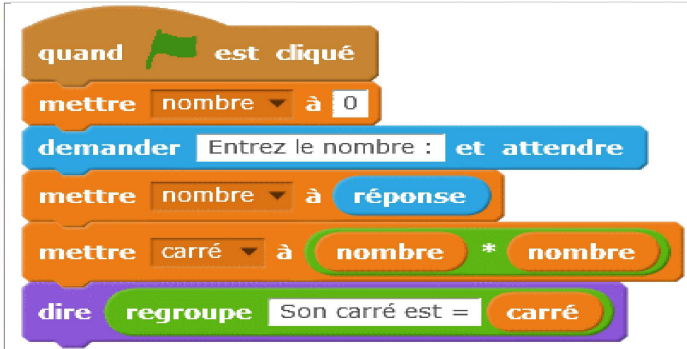 quand est cliqué
mettre nombre à 0
demander Entrez le nombre : et attendre
mettre nombre à réponse
mettre carré à nombre * nombre
dire regroupe Son carré est = carré